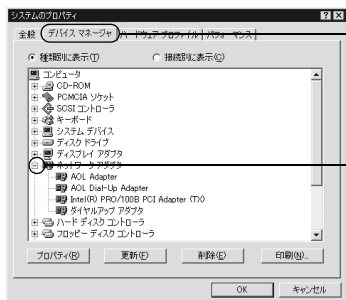 システムのプロパティ
全般 デバイス マネージャ ハードウェア プロファイル パフォーマンス
種類別に表示(T) 接続別に表示(C)
コンピュータ
CD-ROM
PCMCIA ソケット
SCSI コントローラ
キーボード
システム デバイス
ディスク ドライブ
ディスプレイ アダプタ
ネットワーク アダプタ
AOL Adapter
AOL Dial-Up Adapter
Intel(R) PRO/100B PCI Adapter (TX)
ダイヤルアップ アダプタ
ハード ディスク コントローラ
フロッピー ディスク コントローラ
プロパティ(R) 更新(F) 削除(E) 印刷(N)...
OK キャンセル